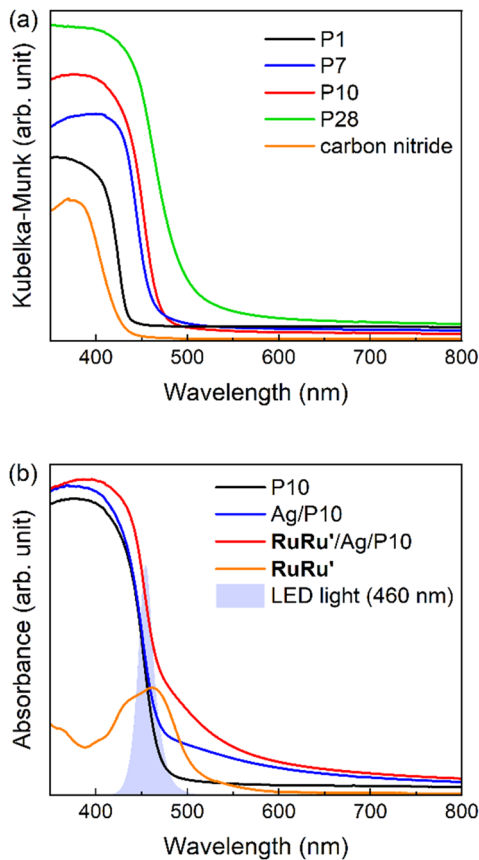 (a)
P1
P7
P10
P28
carbon nitride
Kubelka-Munk (arb. unit)
400 500 600 700 800
Wavelength (nm)
(b)
P10
Ag/P10
RuRu'/Ag/P10
RuRu'
LED light (460 nm)
Absorbance (arb. unit)
400 500 600 700 800
Wavelength (nm)